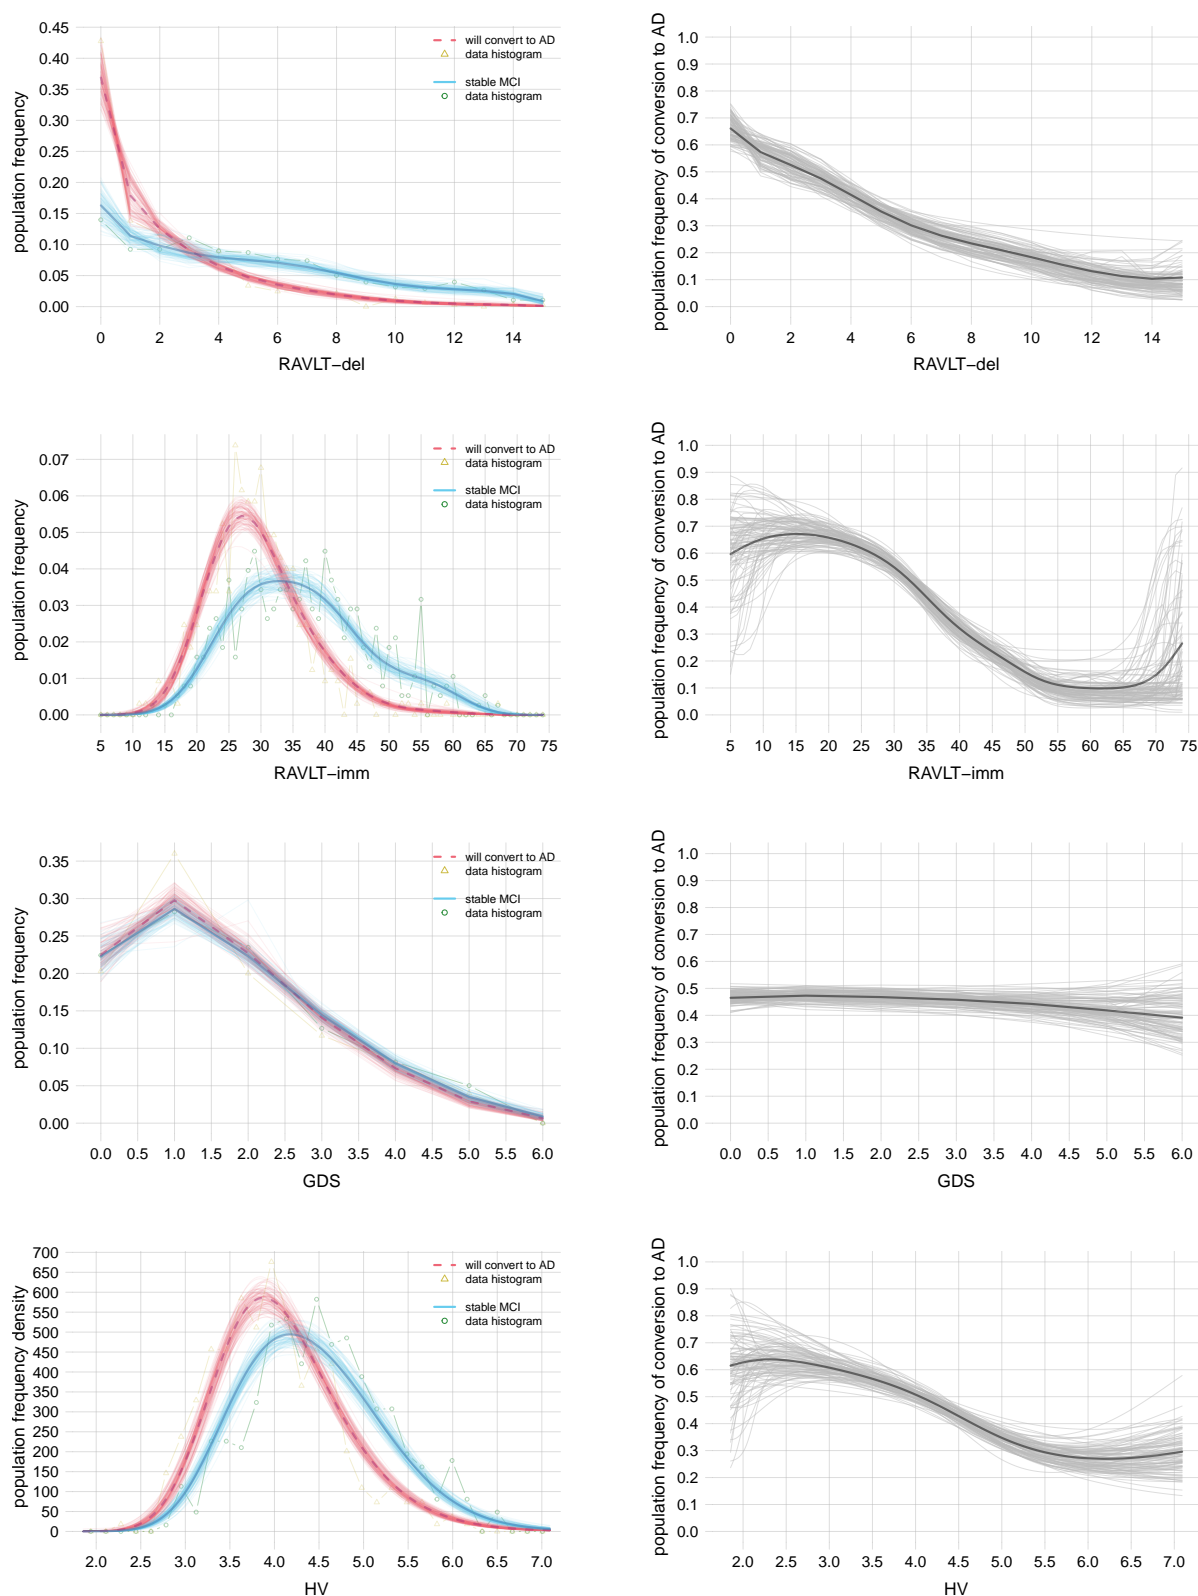 population frequency
0.45
0.40
0.35
0.30
0.25
0.20
0.15
0.10
0.05
0.00
will convert to AD
data histogram
stable MCI
data histogram
0 2 4 6 8 10 12 14
RAVLT−del
population frequency of conversion to AD
1.0
0.9
0.8
0.7
0.6
0.5
0.4
0.3
0.2
0.1
0.0
0 2 4 6 8 10 12 14
RAVLT−del
population frequency
0.07
0.06
0.05
0.04
0.03
0.02
0.01
0.00
will convert to AD
data histogram
stable MCI
data histogram
5 10 15 20 25 30 35 40 45 50 55 60 65 70 75
RAVLT−imm
population frequency of conversion to AD
1.0
0.9
0.8
0.7
0.6
0.5
0.4
0.3
0.2
0.1
0.0
5 10 15 20 25 30 35 40 45 50 55 60 65 70 75
RAVLT−imm
population frequency
0.35
0.30
0.25
0.20
0.15
0.10
0.05
0.00
will convert to AD
data histogram
stable MCI
data histogram
0.0 0.5 1.0 1.5 2.0 2.5 3.0 3.5 4.0 4.5 5.0 5.5 6.0
GDS
population frequency of conversion to AD
1.0
0.9
0.8
0.7
0.6
0.5
0.4
0.3
0.2
0.1
0.0
0.0 0.5 1.0 1.5 2.0 2.5 3.0 3.5 4.0 4.5 5.0 5.5 6.0
GDS
population frequency density
700
650
600
550
500
450
400
350
300
250
200
150
100
50
0
will convert to AD
data histogram
stable MCI
data histogram
2.0 2.5 3.0 3.5 4.0 4.5 5.0 5.5 6.0 6.5 7.0
HV
population frequency of conversion to AD
1.0
0.9
0.8
0.7
0.6
0.5
0.4
0.3
0.2
0.1
0.0
2.0 2.5 3.0 3.5 4.0 4.5 5.0 5.5 6.0 6.5 7.0
HV